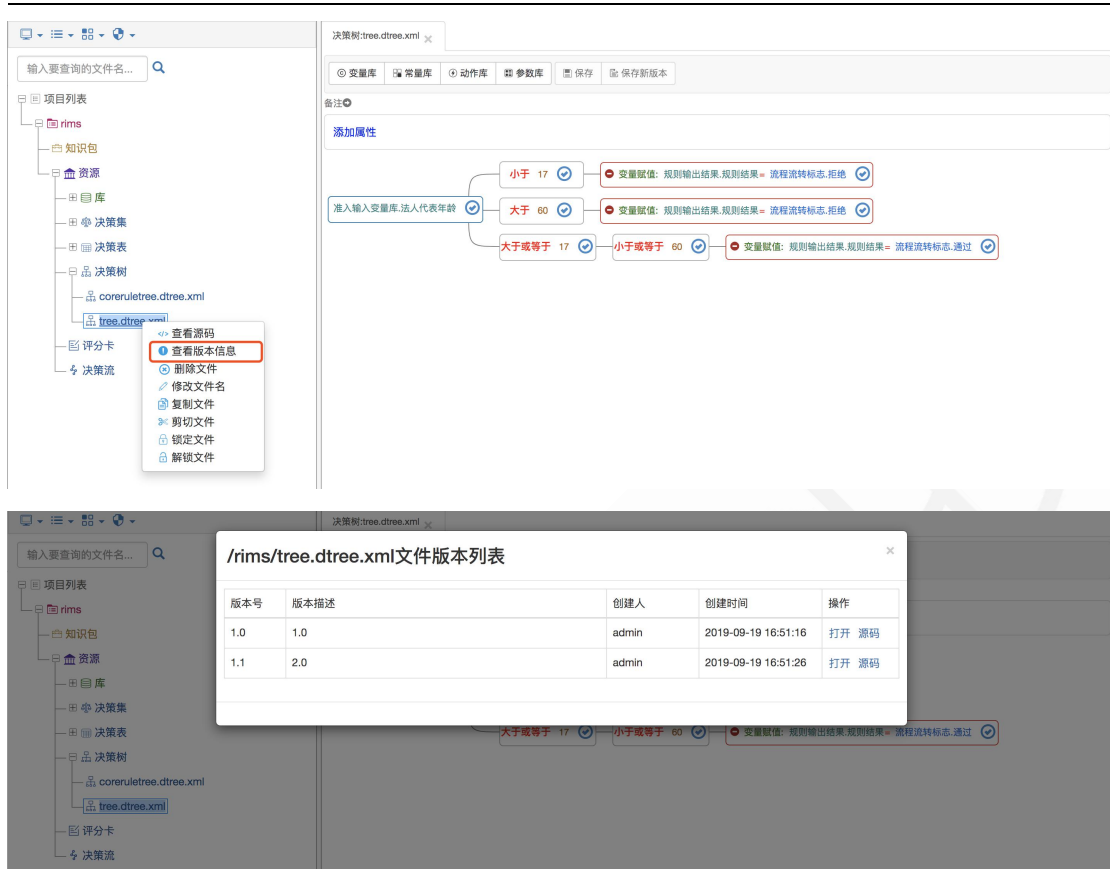 决策树:tree.dtree.xml
输入要查询的文件名...
变量库 常量库 动作库 参数库 保存 保存新版本
备注
添加属性
项目列表
rims
知识包
资源
库
决策集
决策表
决策树
coreruletree.dtree.xml
tree.dtree.xml
评分卡
决策流
查看源码
查看版本信息
删除文件
修改文件名
复制文件
剪切文件
锁定文件
解锁文件
准入输入变量库.法人代表年龄
小于 17 变量赋值: 规则输出结果.规则结果= 流程流转标志.拒绝
大于 60 变量赋值: 规则输出结果.规则结果= 流程流转标志.拒绝
大于或等于 17 小于或等于 60 变量赋值: 规则输出结果.规则结果= 流程流转标志.通过
决策树:tree.dtree.xml
输入要查询的文件名...
项目列表
rims
知识包
资源
库
决策集
决策表
决策树
coreruletree.dtree.xml
tree.dtree.xml
评分卡
决策流
/rims/tree.dtree.xml文件版本列表 ×
版本号 版本描述 创建人 创建时间 操作
1.0 1.0 admin 2019-09-19 16:51:16 打开 源码
1.1 2.0 admin 2019-09-19 16:51:26 打开 源码
大于或等于 17 小于或等于 60 变量赋值: 规则输出结果.规则结果= 流程流转标志.通过